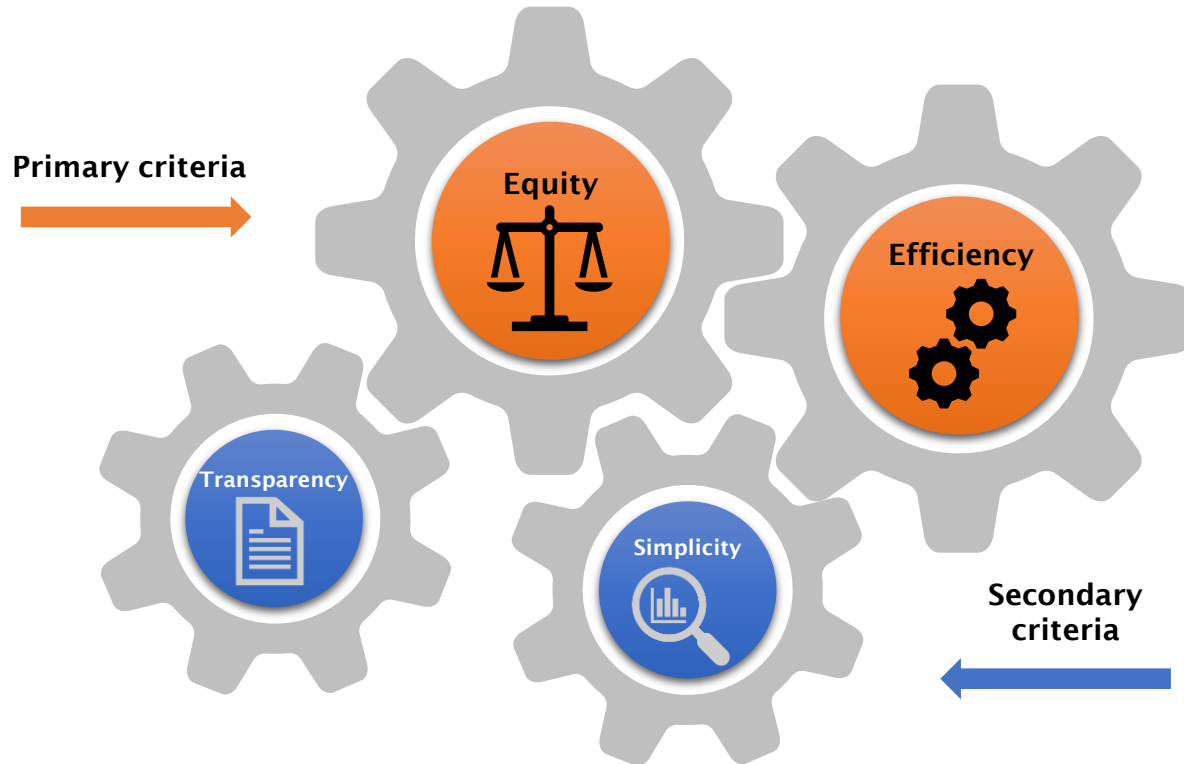 Primary criteria
Equity
Efficiency
Transparency
Simplicity
Secondary
criteria